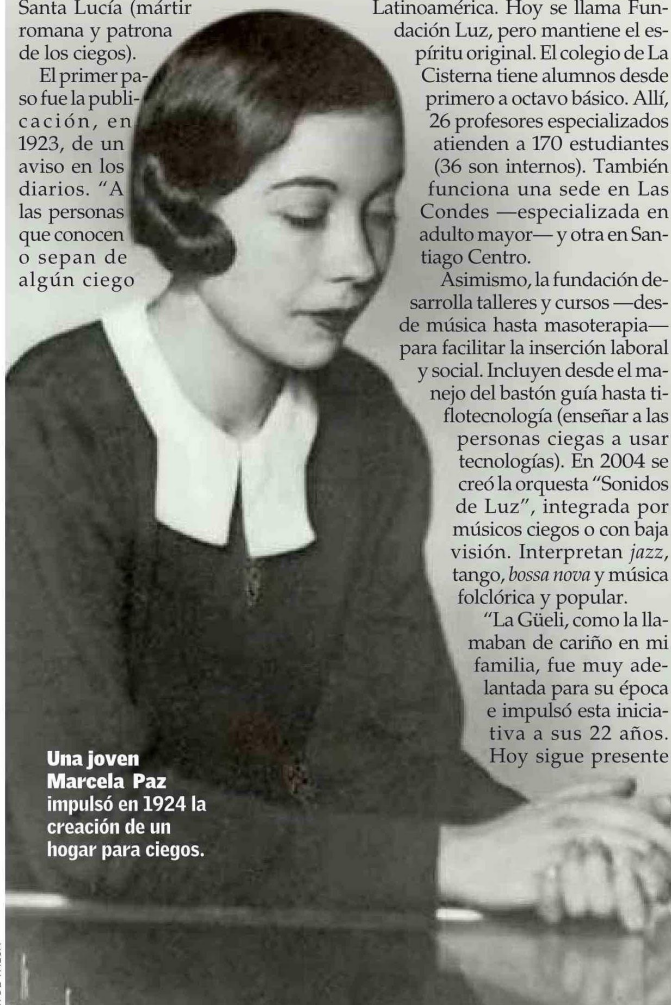 Santa Lucía (mártir
romana y patrona
de los ciegos).
El primer pa-
so fue la publi-
cación, en
1923, de un
aviso en los
diarios. “A
las personas
que conocen
o sepan de
algún ciego
Latinoamérica. Hoy se llama Fun-
dación Luz, pero mantiene el es-
píritu original. El colegio de La
Cisterna tiene alumnos desde
primero a octavo básico. Allí,
26 profesores especializados
atienden a 170 estudiantes
(36 son internos). También
funciona una sede en Las
Condes —especializada en
adulto mayor— y otra en San-
tiago Centro.
Asimismo, la fundación de-
sarrolla talleres y cursos —des-
de música hasta masoterapia—
para facilitar la inserción laboral
y social. Incluyen desde el ma-
nejo del bastón guía hasta ti-
flotecnología (enseñar a las
personas ciegas a usar
tecnologías). En 2004 se
creó la orquesta “Sonidos
de Luz”, integrada por
músicos ciegos o con baja
visión. Interpretan jazz,
tango, bossa nova y música
folclórica y popular.
“La Güeli, como la lla-
maban de cariño en mi
familia, fue muy ade-
lantada para su época
e impulsó esta inicia-
tiva a sus 22 años.
Hoy sigue presente
Una joven
Marcela Paz
impulsó en 1924 la
creación de un
hogar para ciegos.